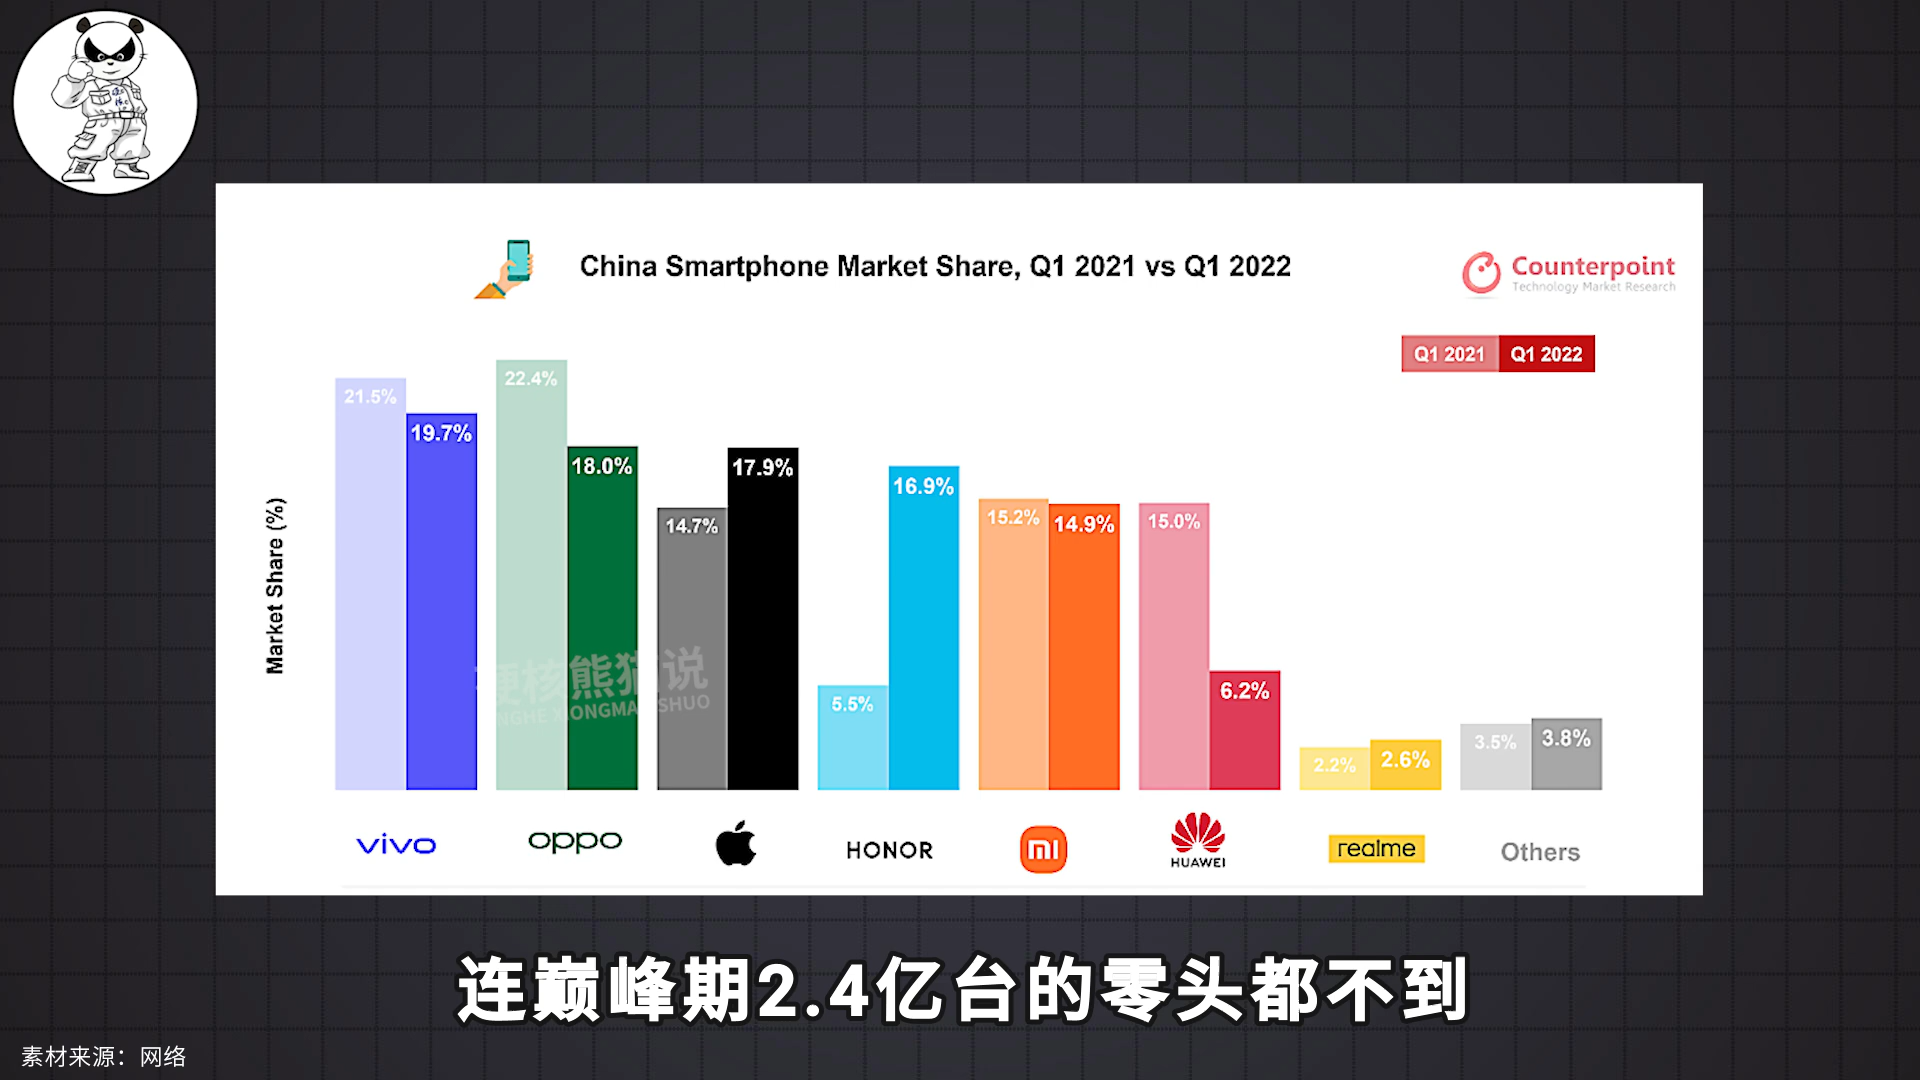 China Smartphone Market Share, Q1 2021 vs Q1 2022
Counterpoint
Technology Market Research
Q1 2021 Q1 2022
Market Share (%)
21.5% 19.7% 22.4% 18.0% 14.7% 17.9% 5.5% 16.9% 15.2% 14.9% 15.0% 6.2% 2.2% 2.6% 3.5% 3.8%
硬核熊猫说
XIONGMAO SHUO
vivo oppo HONOR mi HUAWEI realme Others
连巅峰期2.4亿台的零头都不到
素材来源：网络